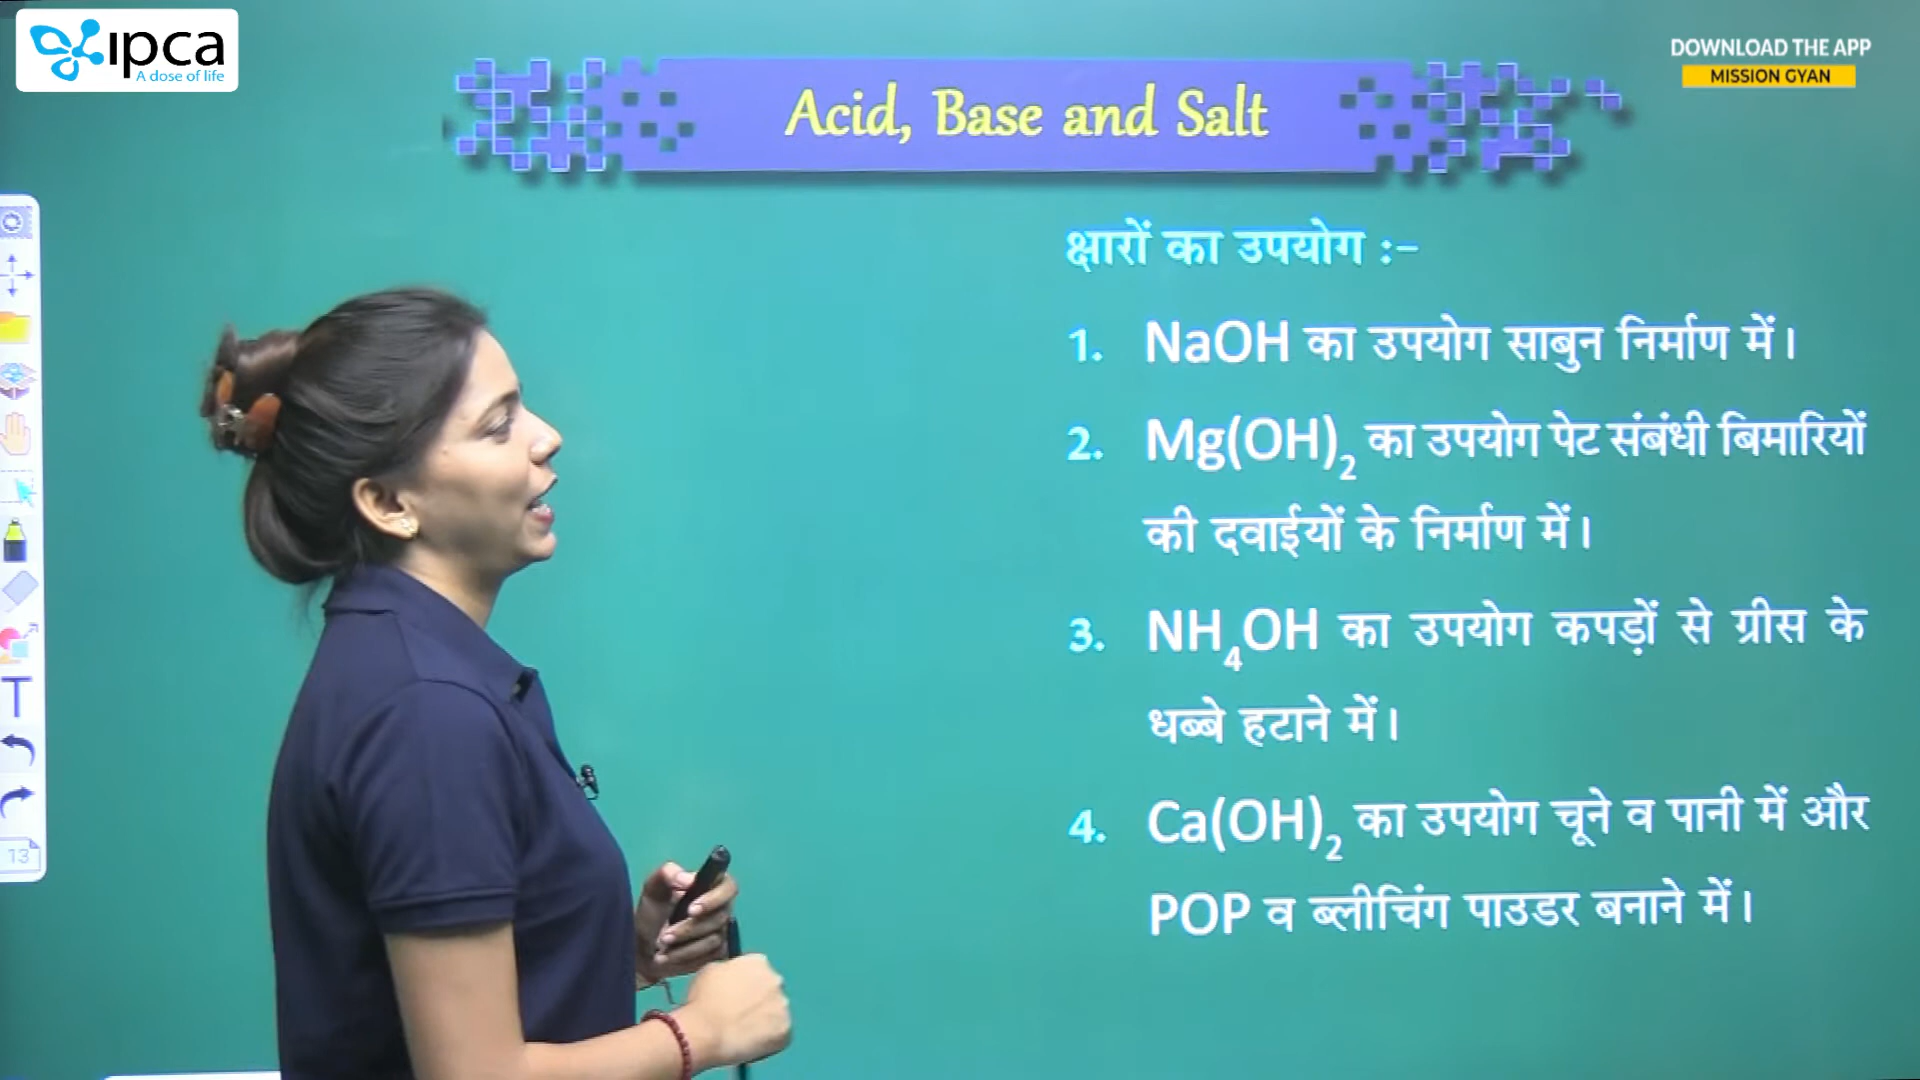 ipca
A dose of life
DOWNLOAD THE APP
MISSION GYAN
Acid, Base and Salt
क्षारों का उपयोग :–
1. NaOH का उपयोग साबुन निर्माण में।
2. Mg(OH)₂ का उपयोग पेट संबंधी बिमारियों
की दवाईयों के निर्माण में।
3. NH₄OH का उपयोग कपड़ों से ग्रीस के
धब्बे हटाने में।
4. Ca(OH)₂ का उपयोग चूने व पानी में और
POP व ब्लीचिंग पाउडर बनाने में।
T
13